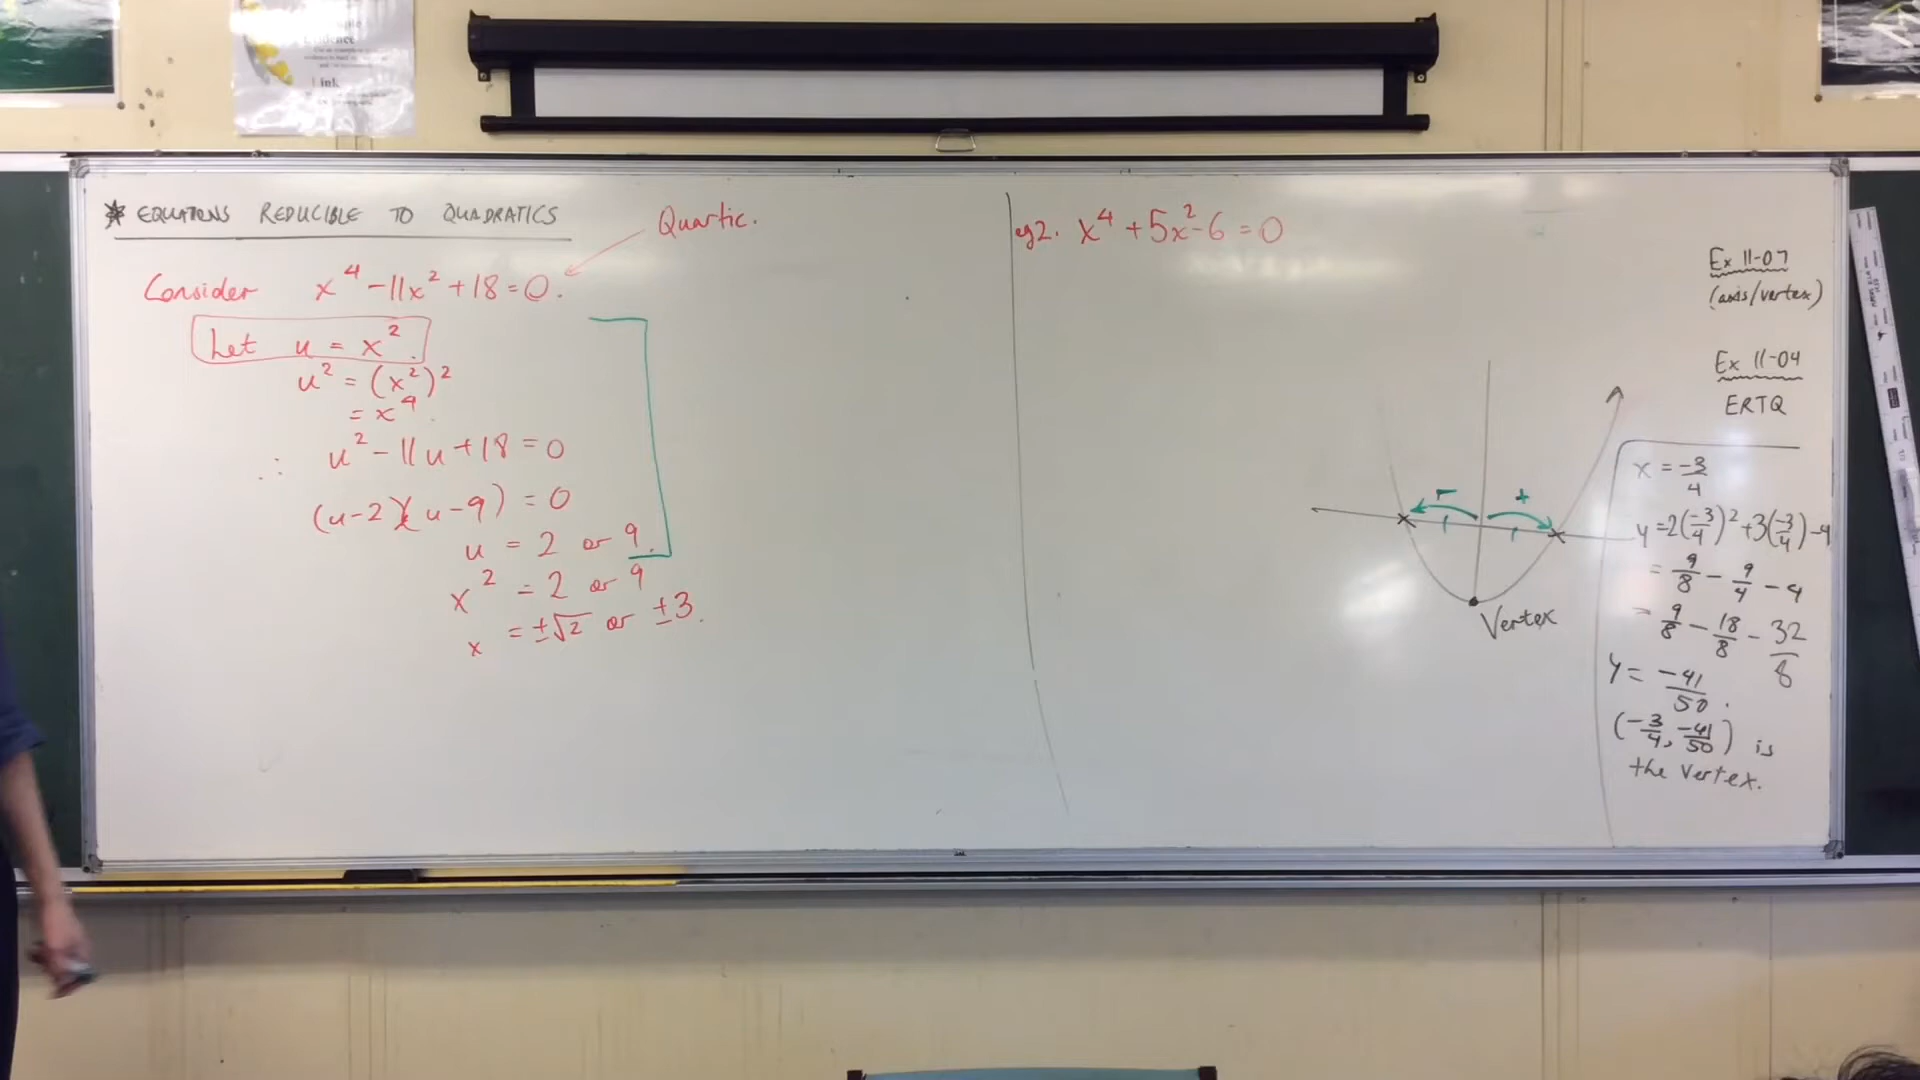 * EQUATIONS REDUCIBLE TO QUADRATICS
Quartic.
Consider x⁴ - 11x² + 18 = 0.
Let u = x².
u² = (x²)²
= x⁴.
∴ u² - 11u + 18 = 0
(u-2)(u-9) = 0
u = 2 or 9.
x² = 2 or 9
x = ±√2 or ±3.
eg2. x⁴ + 5x² - 6 = 0
- +
Vertex
Ex 11-07
(axis/vertex)
Ex 11-04
ERTQ
x = -3/4
y = 2(-3/4)² + 3(-3/4) - 4
= 9/8 - 9/4 - 4
= 9/8 - 18/8 - 32/8
y = -41/50.
(-3/4, -41/50) is
the vertex.